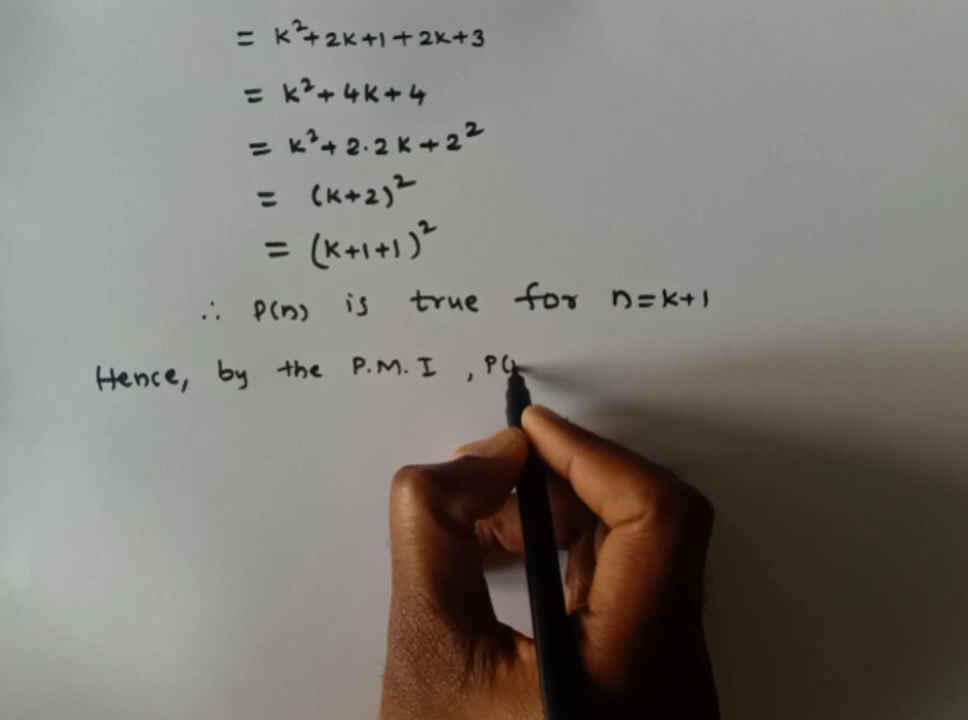 = k²+2k+1+2k+3
= k²+4k+4
= k²+2·2k+2²
= (k+2)²
= (k+1+1)²
∴ P(n) is true for n=k+1
Hence, by the P.M.I , P(